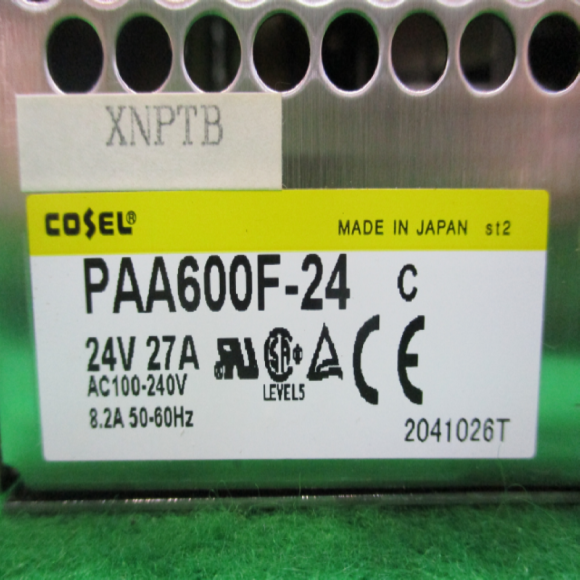 XNPTB
COSEL® MADE IN JAPAN st2
PAA600F-24 C
24V 27A
AC100-240V
8.2A 50-60Hz
LEVEL5
CE
2041026T